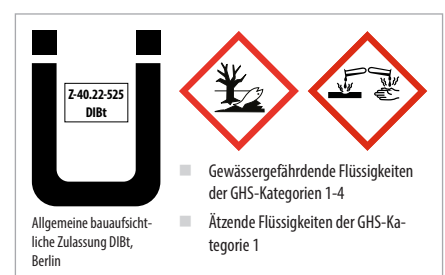 Z-40.22-525
DIBt
Allgemeine bauaufsicht-
liche Zulassung DIBt,
Berlin
Gewässergefährdende Flüssigkeiten
der GHS-Kategorien 1-4
Ätzende Flüssigkeiten der GHS-Ka-
tegorie 1